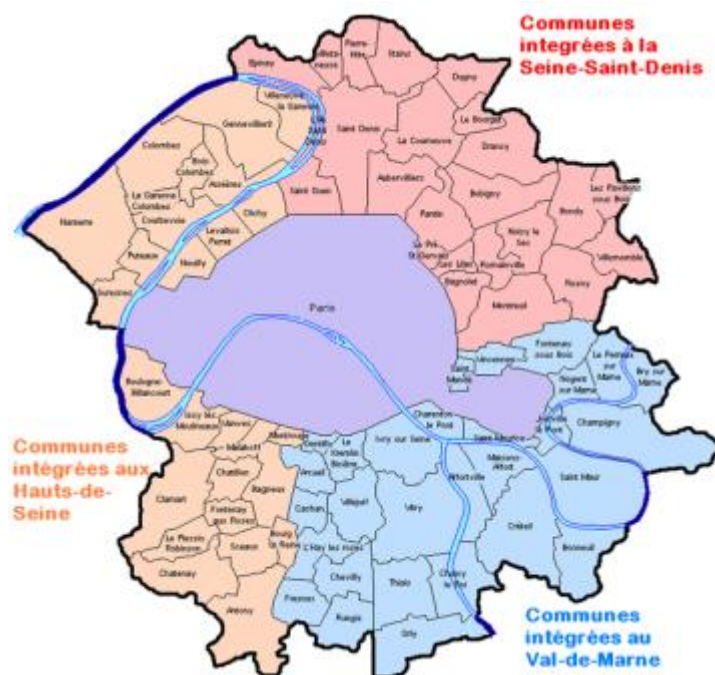 Communes
integrées à la
Seine-Saint-Denis
Epinay
Pierre-
fitte
Stains
Dugny
Villeneuve
la Garenne
Gennevilliers
Saint Denis
Le Bourget
La Courneuve
Drancy
Colombes
Bois
Colombes
Asnières
Aubervilliers
Bobigny
Les Pavillons
sous Bois
La Garenne
Colombes
Saint Ouen
Clichy
Nanterre
Courbevoie
Levallois
Perret
Pantin
Bondy
Noisy le
Sec
Puteaux
Neuilly
Le Pré
St Gervais
Les Lilas
Romainville
Villemomble
Suresnes
Bagnolet
Rosny
Montreuil
Paris
Fontenay
sous Bois
Vincennes
Le Perreux
sur
Marne
Bry sur
Marne
Saint
Mandé
Nogent
sur Marne
Boulogne
Billancourt
Issy les
Moulineaux
Vanves
Malakoff
Montrouge
Gentilly
Le
Kremlin
Bicêtre
Ivry sur Seine
Charenton
le Pont
Saint Maurice
Joinville
le Pont
Champigny
Communes
intégrées aux
Hauts-de-
Seine
Clamart
Chatillon
Bagneux
Fontenay
aux Roses
Arcueil
Cachan
Villejuif
Vitry
Alfortville
Maisons-
Alfort
Saint Maur
Créteil
Bonneuil
Le Plessis
Robinson
Sceaux
Bourg
la Reine
L'Hay les roses
Chatenay
Antony
Chevilly
Fresnes
Rungis
Thiais
Choisy
le Roi
Orly
Communes
intégrées au
Val-de-Marne